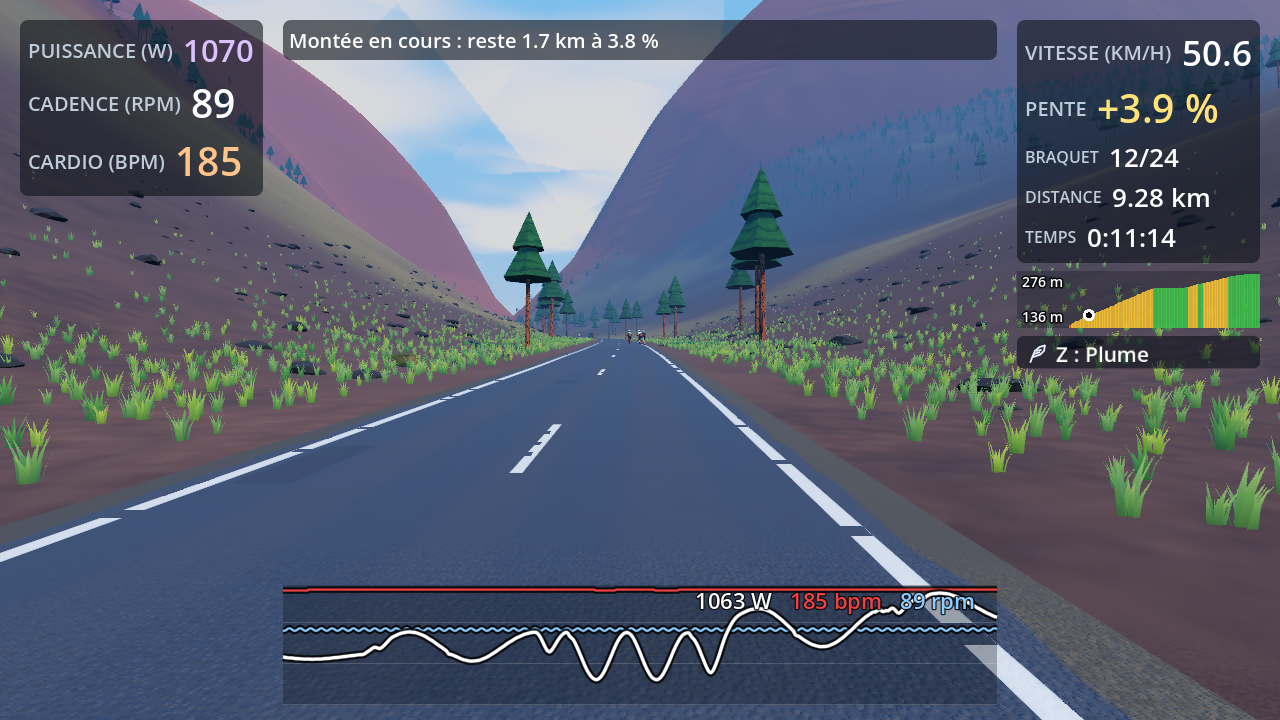 PUISSANCE (W) 1070
CADENCE (RPM) 89
CARDIO (BPM) 185
Montée en cours : reste 1.7 km à 3.8 %
VITESSE (KM/H) 50.6
PENTE +3.9 %
BRAQUET 12/24
DISTANCE 9.28 km
TEMPS 0:11:14
276 m
136 m
Z : Plume
1063 W 185 bpm 89 rpm